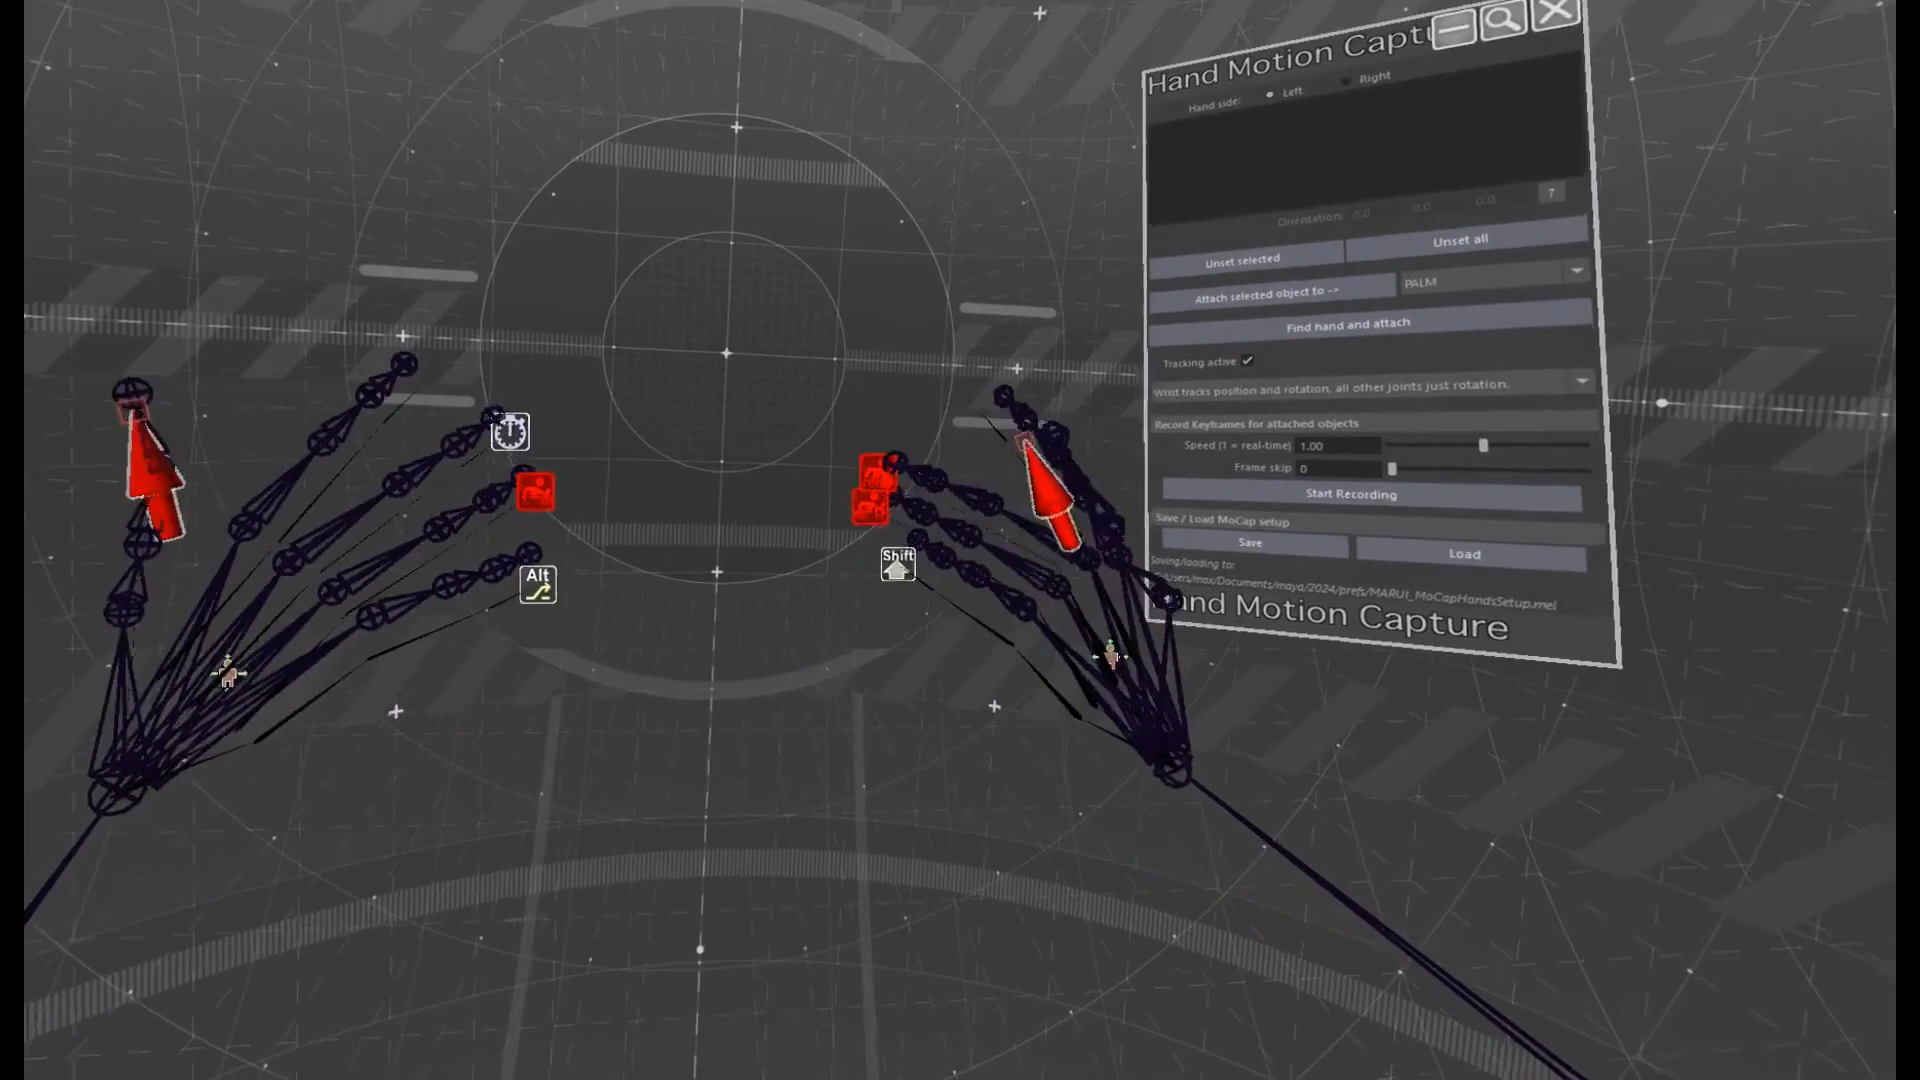 Hand Motion Capt
Hand side: Left Right
Orientation: 0.0 0.0 0.0 ?
Unset selected Unset all
Attach selected object to -> PALM
Find hand and attach
Tracking active
Wrist tracks position and rotation, all other joints just rotation.
Record Keyframes for attached objects
Speed (1 = real-time) 1.00
Frame skip 0
Start Recording
Save / Load MoCap setup
Save Load
Saving/loading to:
/Users/max/Documents/maya/2024/prefs/MARUI_MoCapHandsSetup.mel
and Motion Capture
Alt
Shift